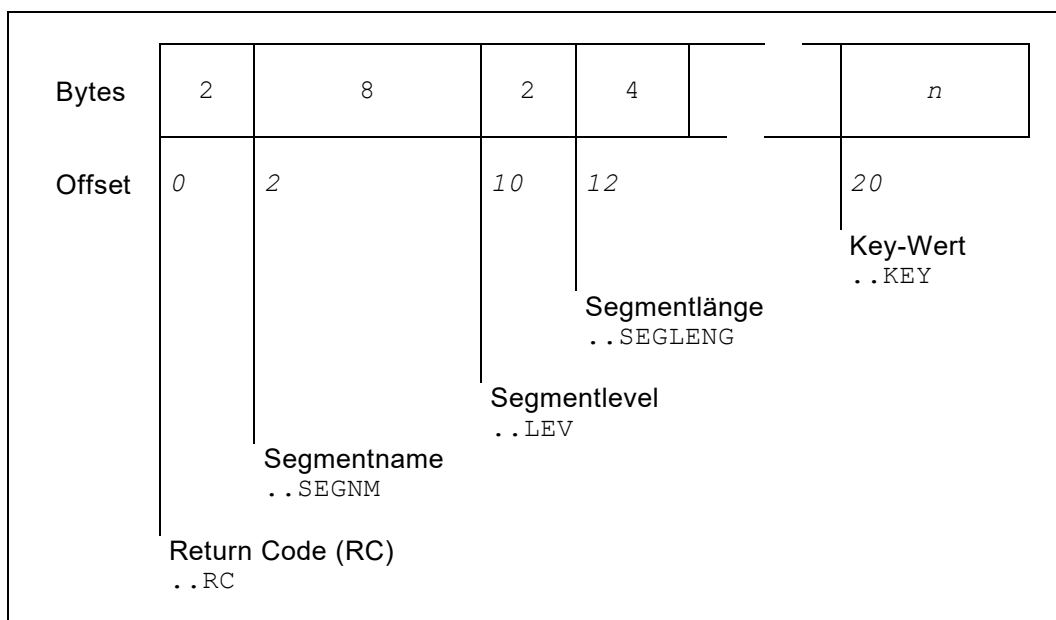 Bytes 2 8 2 4 n
Offset 0 2 10 12 20
Key-Wert
..KEY
Segmentlänge
..SEGLENG
Segmentlevel
..LEV
Segmentname
..SEGNM
Return Code (RC)
..RC